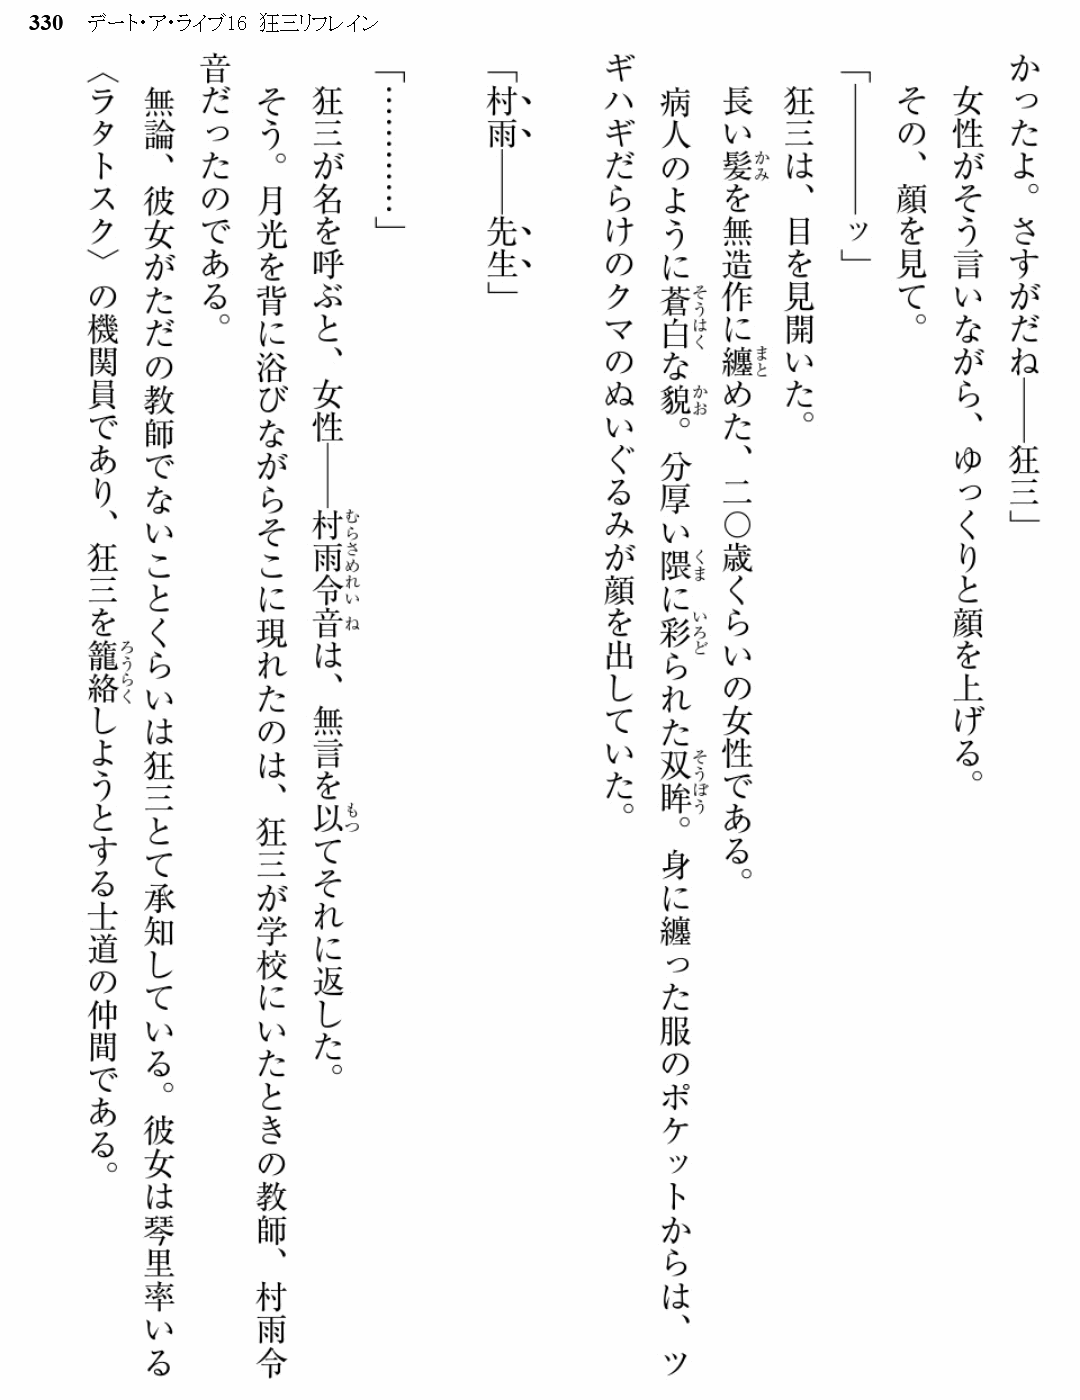 330 デート・ア・ライブ16 狂三リフレイン
かったよ。さすがだね――狂三」
女性がそう言いながら、ゆっくりと顔を上げる。
その、顔を見て。
「――――ッ」
狂三は、目を見開いた。
長い髪を無造作に纏めた、二〇歳くらいの女性である。
病人のように蒼白な貌。分厚い隈に彩られた双眸。身に纏った服のポケットからは、ツ
ギハギだらけのクマのぬいぐるみが顔を出していた。
「村雨――先生」
「…………」
狂三が名を呼ぶと、女性――村雨令音は、無言を以てそれに返した。
そう。月光を背に浴びながらそこに現れたのは、狂三が学校にいたときの教師、村雨令
音だったのである。
無論、彼女がただの教師でないことくらいは狂三とて承知している。彼女は琴里率いる
〈ラタトスク〉の機関員であり、狂三を籠絡しようとする士道の仲間である。